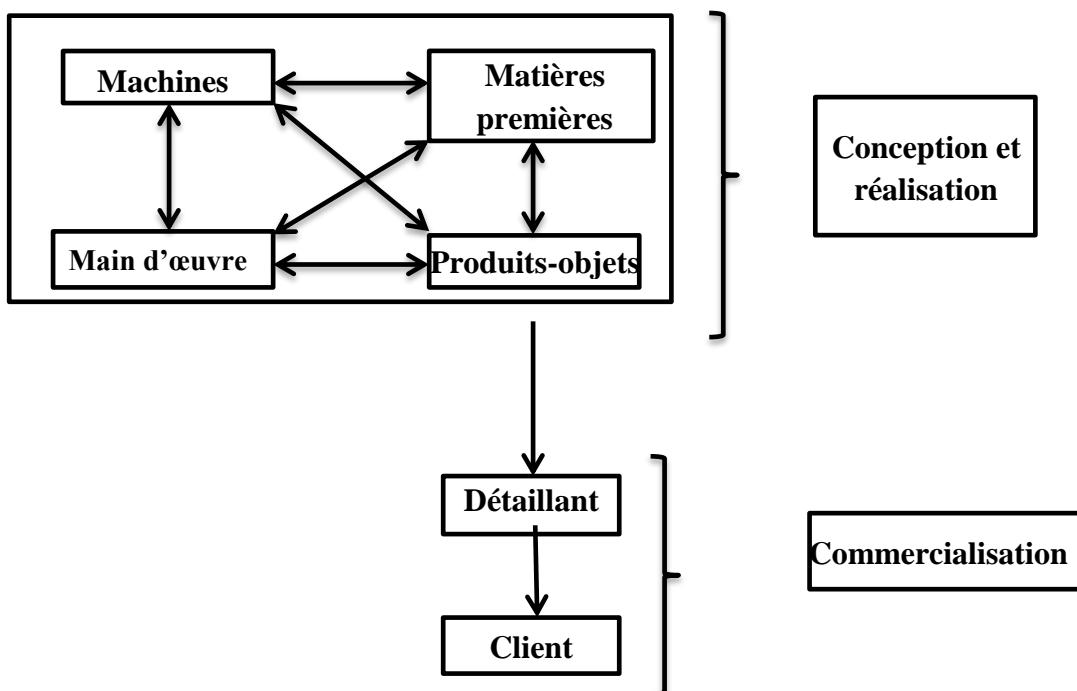 Machines
Matières
premières
Conception et
réalisation
Main d’œuvre
Produits-objets
Détaillant
Commercialisation
Client